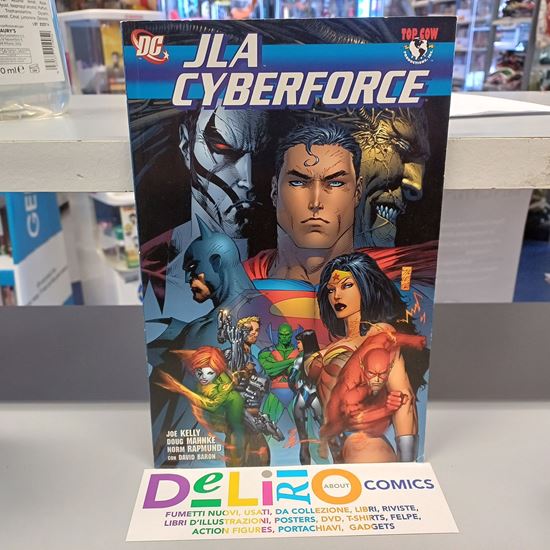 DC
JLA
CYBERFORCE
TOP COW
JOE KELLY
DOUG MAHNKE
NORM RAPMUND
CON DAVID BARON
DeLiRiO
ABOUT
COMICS
FUMETTI NUOVI, USATI, DA COLLEZIONE, LIBRI, RIVISTE,
LIBRI D'ILLUSTRAZIONI, POSTERS, DVD, T-SHIRTS, FELPE,
ACTION FIGURES, PORTACHIAVI, GADGETS